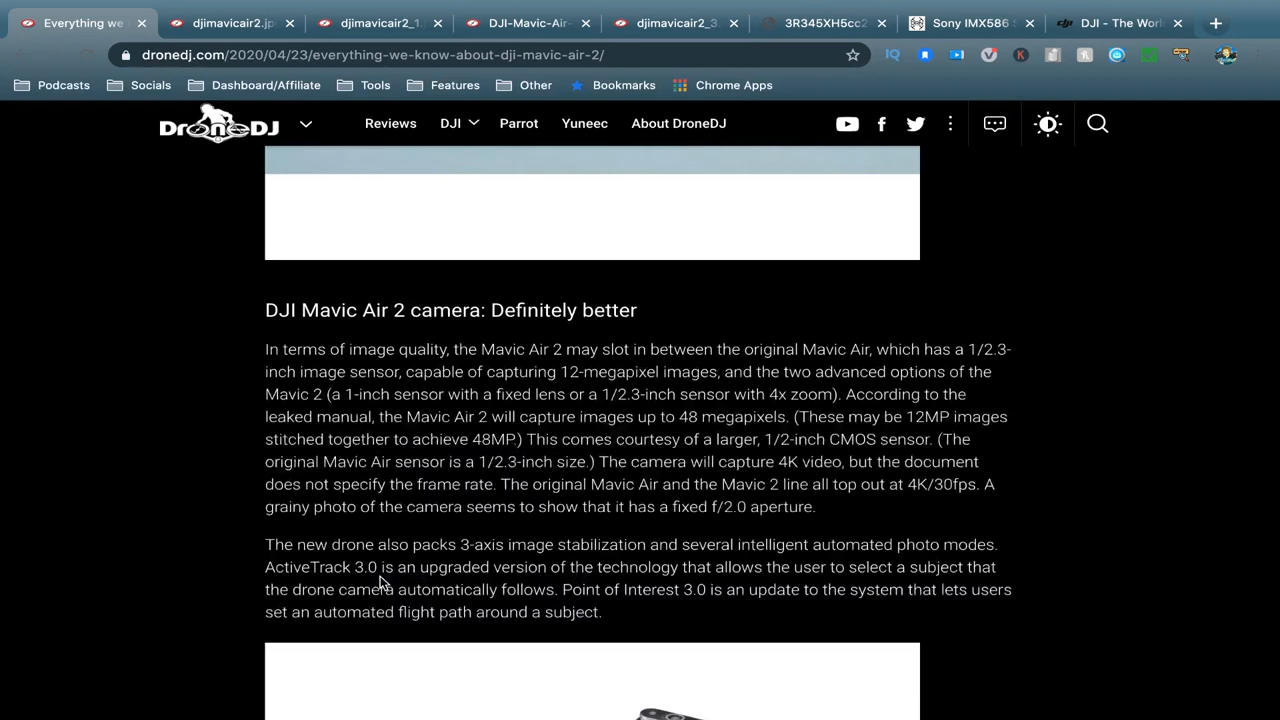 Everything we
djimavicair2.jp
djimavicair2_1.j
DJI-Mavic-Air-
djimavicair2_3.
3R345XH5cc2
Sony IMX586 S
DJI - The Worl
dronedj.com/2020/04/23/everything-we-know-about-dji-mavic-air-2/
Podcasts
Socials
Dashboard/Affiliate
Tools
Features
Other
Bookmarks
Chrome Apps
DRONEDJ
Reviews
DJI
Parrot
Yuneec
About DroneDJ
DJI Mavic Air 2 camera: Definitely better
In terms of image quality, the Mavic Air 2 may slot in between the original Mavic Air, which has a 1/2.3-
inch image sensor, capable of capturing 12-megapixel images, and the two advanced options of the
Mavic 2 (a 1-inch sensor with a fixed lens or a 1/2.3-inch sensor with 4x zoom). According to the
leaked manual, the Mavic Air 2 will capture images up to 48 megapixels. (These may be 12MP images
stitched together to achieve 48MP.) This comes courtesy of a larger, 1/2-inch CMOS sensor. (The
original Mavic Air sensor is a 1/2.3-inch size.) The camera will capture 4K video, but the document
does not specify the frame rate. The original Mavic Air and the Mavic 2 line all top out at 4K/30fps. A
grainy photo of the camera seems to show that it has a fixed f/2.0 aperture.
The new drone also packs 3-axis image stabilization and several intelligent automated photo modes.
ActiveTrack 3.0 is an upgraded version of the technology that allows the user to select a subject that
the drone camera automatically follows. Point of Interest 3.0 is an update to the system that lets users
set an automated flight path around a subject.